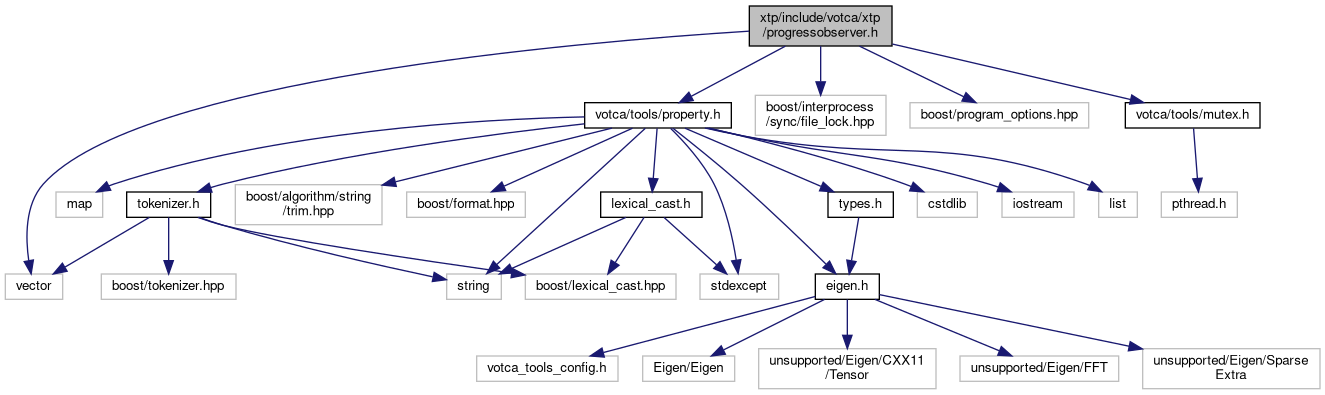 xtp/include/votca/xtp
/progressobserver.h
votca/tools/property.h
boost/interprocess
/sync/file_lock.hpp
boost/program_options.hpp
votca/tools/mutex.h
map
tokenizer.h
boost/algorithm/string
/trim.hpp
boost/format.hpp
lexical_cast.h
types.h
cstdlib
iostream
list
pthread.h
vector
boost/tokenizer.hpp
string
boost/lexical_cast.hpp
stdexcept
eigen.h
votca_tools_config.h
Eigen/Eigen
unsupported/Eigen/CXX11
/Tensor
unsupported/Eigen/FFT
unsupported/Eigen/Sparse
Extra